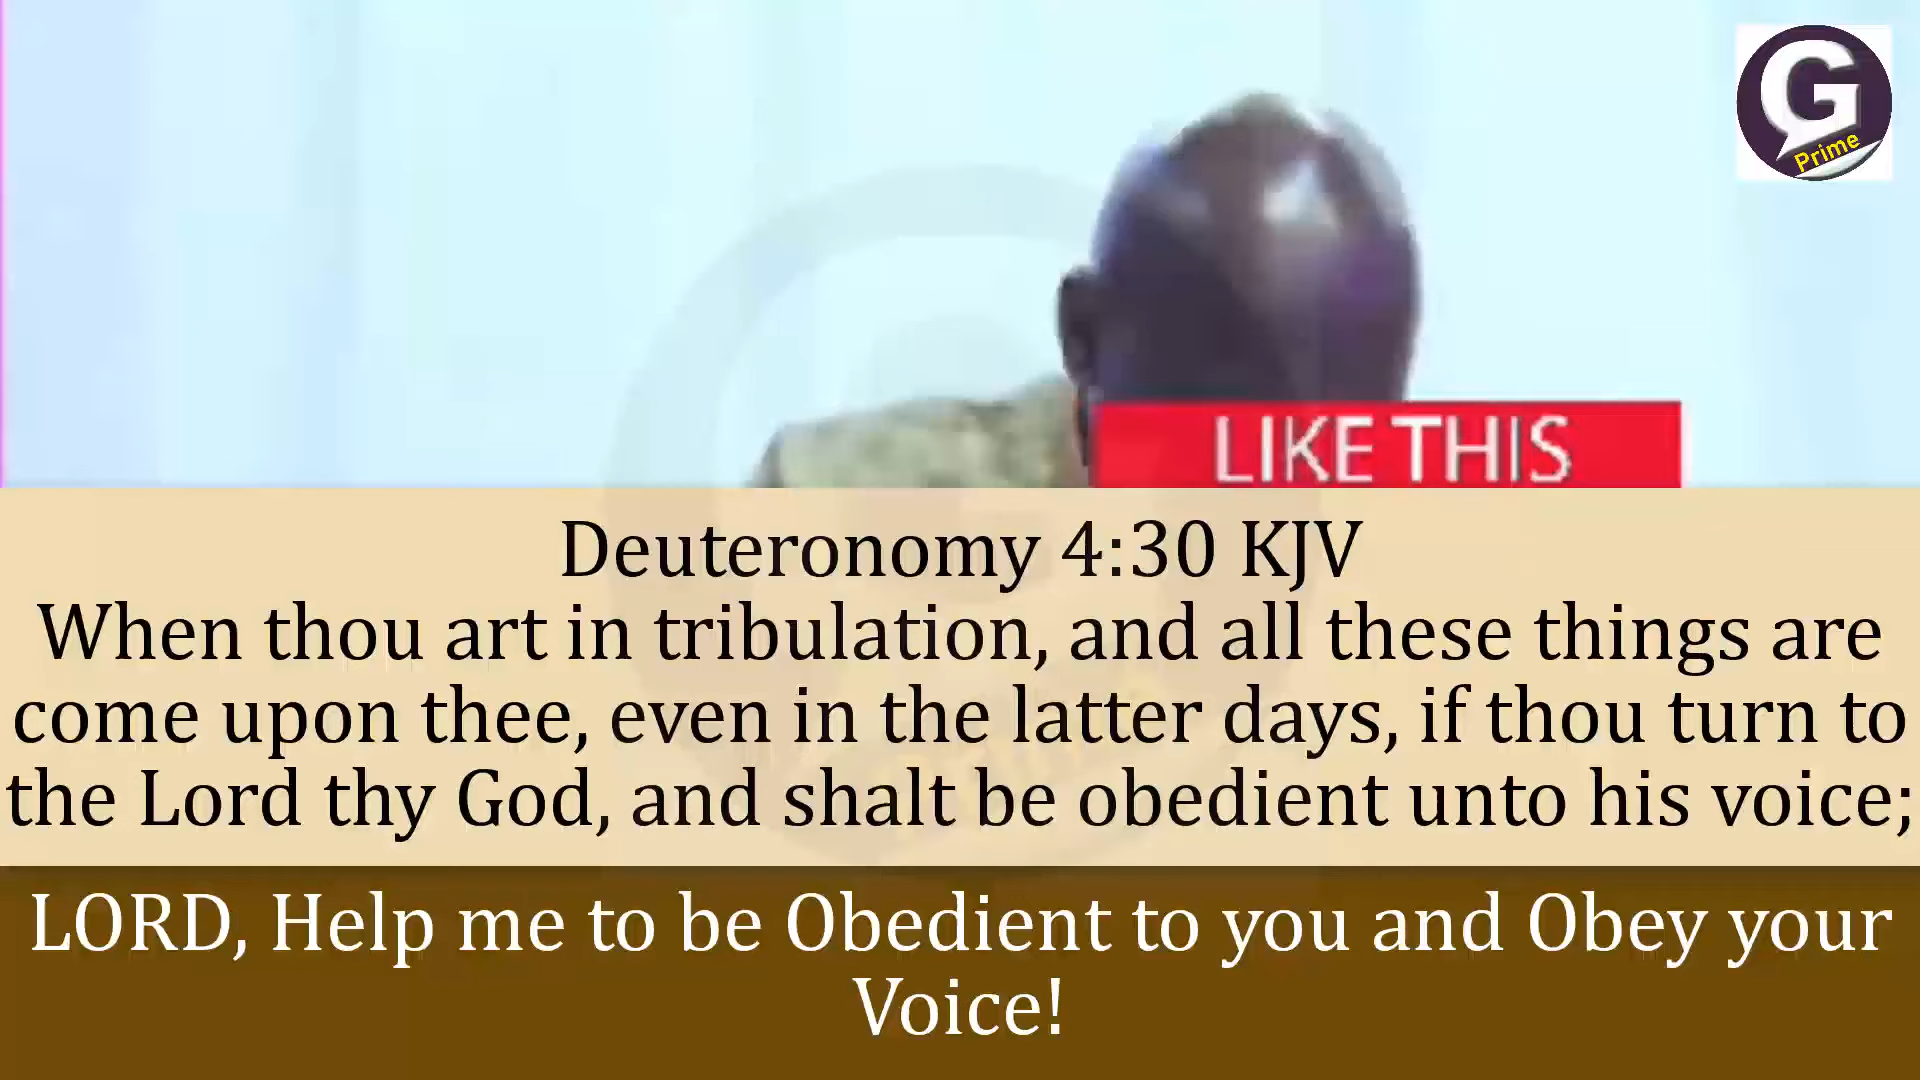 G
Prime
LIKE THIS
Deuteronomy 4:30 KJV
When thou art in tribulation, and all these things are
come upon thee, even in the latter days, if thou turn to
the Lord thy God, and shalt be obedient unto his voice;
LORD, Help me to be Obedient to you and Obey your
Voice!